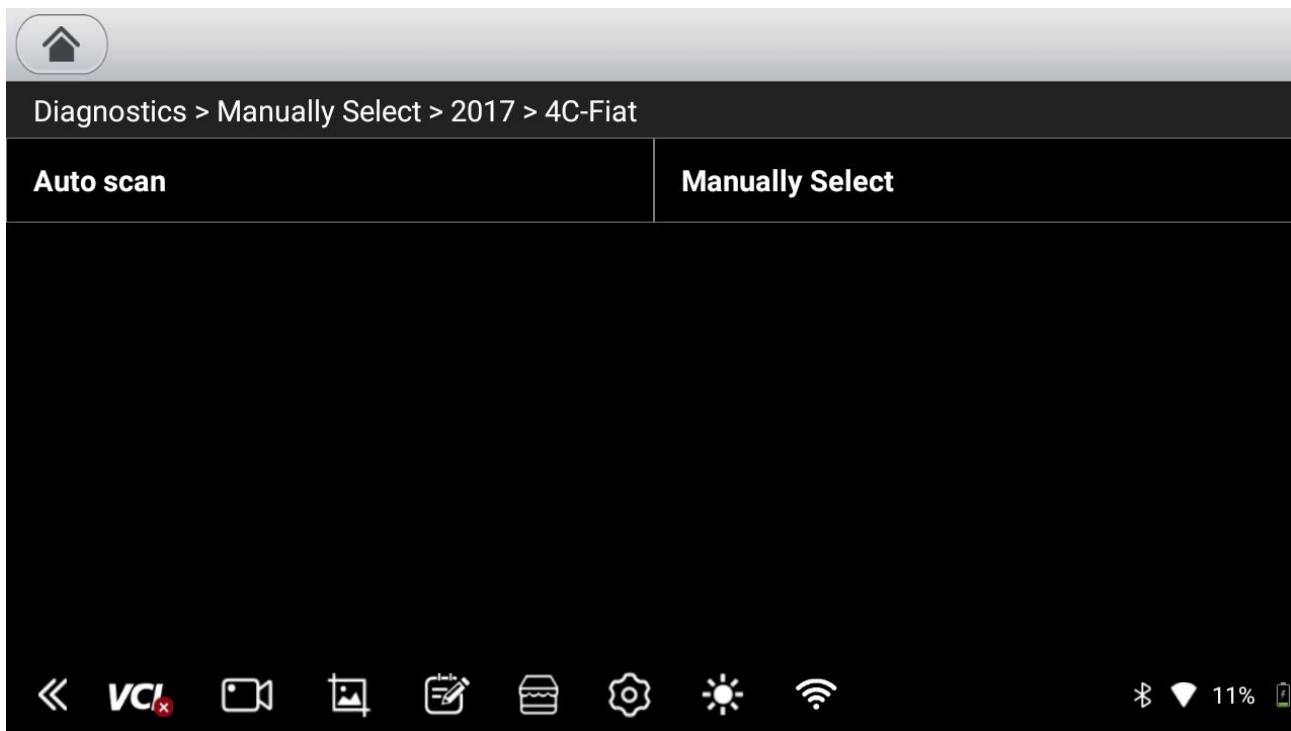 Diagnostics > Manually Select > 2017 > 4C-Fiat
Auto scan
Manually Select
VCI
11%